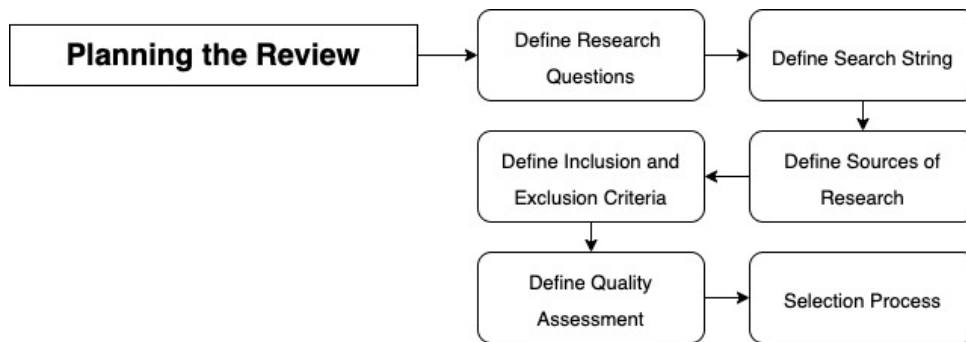 Planning the Review
Define Research
Questions
Define Search String
Define Sources of
Research
Define Inclusion and
Exclusion Criteria
Define Quality
Assessment
Selection Process